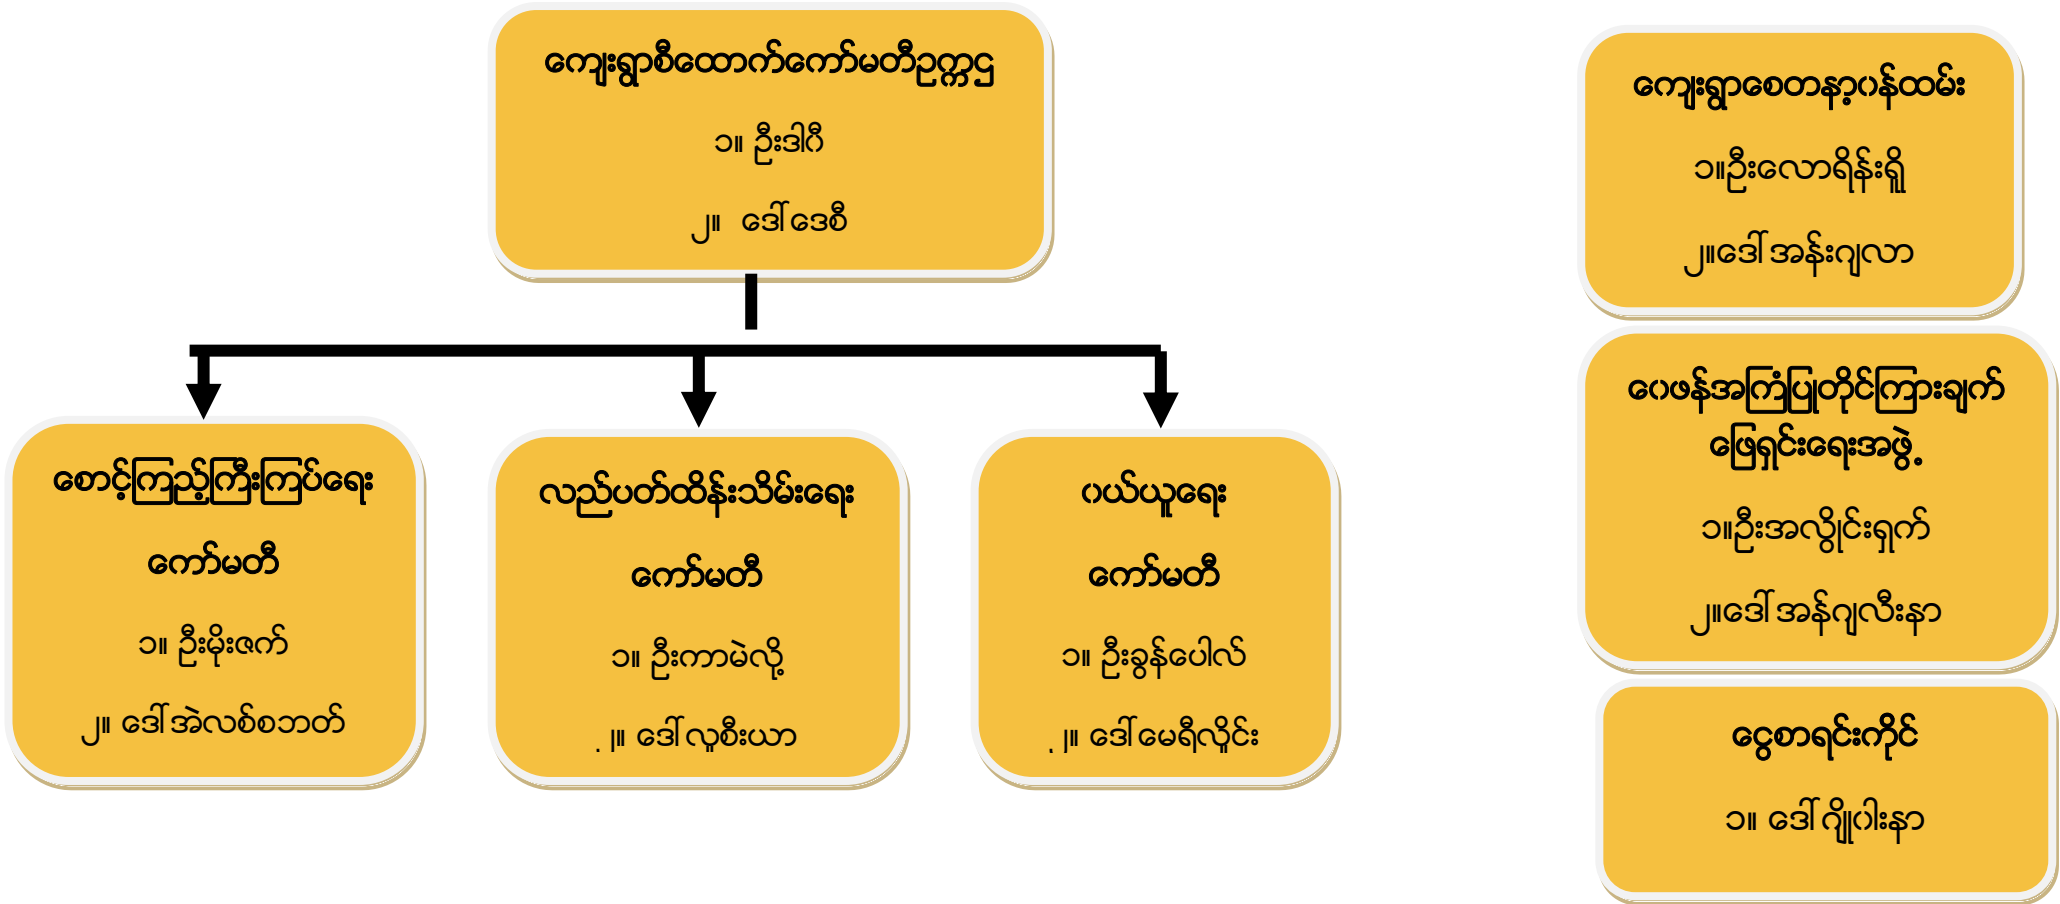 ကျေးရွာစီထောက်ကော်မတီဥက္ကဌ
၁။ ဦးဒါဝီ
၂။ ဒေါ်ဒေစီ
စောင့်ကြည့်ကြီးကြပ်ရေး
ကော်မတီ
၁။ ဦးမိုးဇက်
၂။ ဒေါ်အဲလစ်စဘတ်
လည်ပတ်ထိန်းသိမ်းရေး
ကော်မတီ
၁။ ဦးကာမဲလို့
၂။ ဒေါ်လူစီးယာ
ဝယ်ယူရေး
ကော်မတီ
၁။ ဦးခွန်ပေါလ်
၂။ ဒေါ်မေရီလှိုင်း
ကျေးရွာစေတနာ့ဝန်ထမ်း
၁။ဦးလောရိန်းရှို
၂။ဒေါ်အန်းဂျလာ
ဝေဖန်အကြံပြုတိုင်ကြားချက်
ဖြေရှင်းရေးအဖွဲ့
၁။ဦးအလွိုင်းရှက်
၂။ဒေါ်အန်ဂျလီးနာ
ငွေစာရင်းကိုင်
၁။ ဒေါ်ဂျိုဝါးနာ